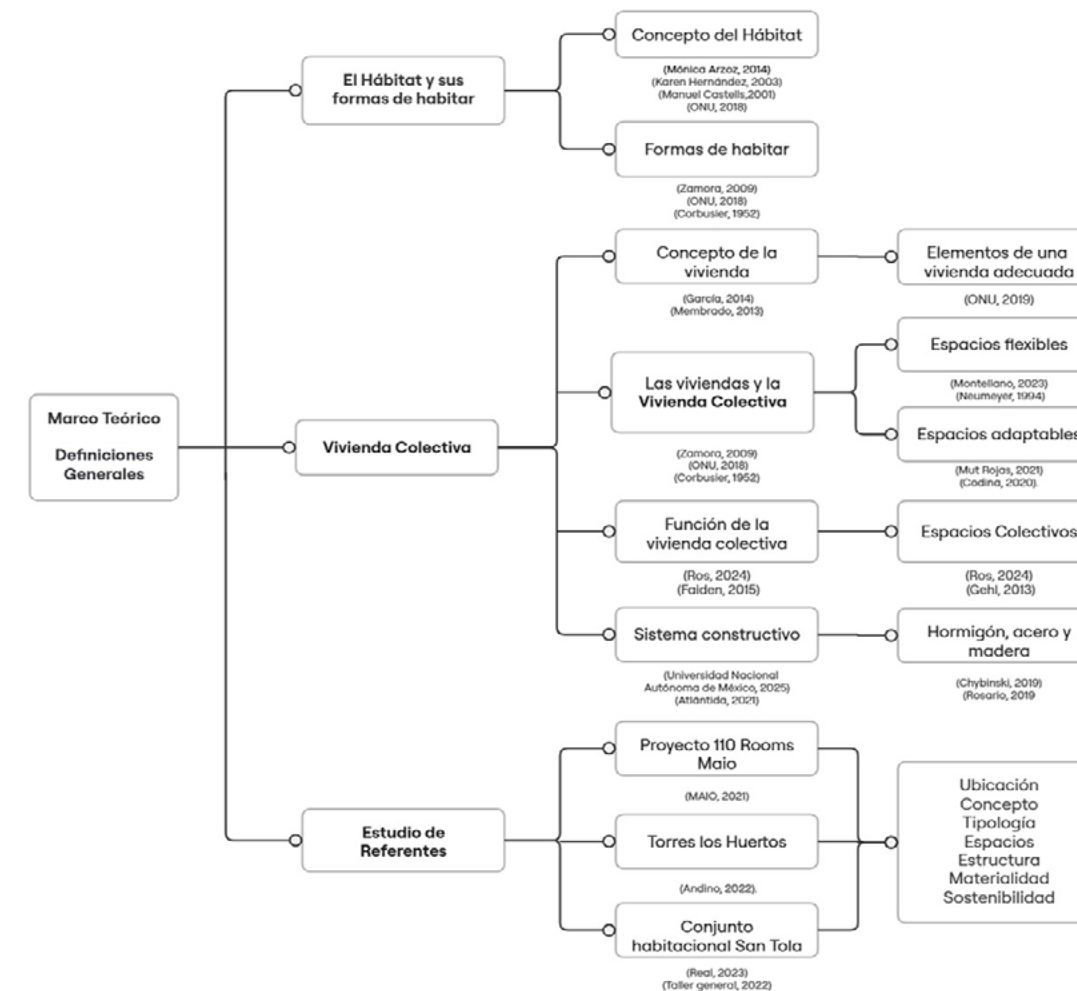 Marco Teórico
Definiciones
Generales
El Hábitat y sus
formas de habitar
Concepto del Hábitat
(Mónica Arzoz, 2014)
(Karen Hernández, 2003)
(Manuel Castells,2001)
(ONU, 2018)
Formas de habitar
(Zamora, 2009)
(ONU, 2018)
(Corbusier, 1952)
Vivienda Colectiva
Concepto de la
vivienda
(García, 2014)
(Membrado, 2013)
Elementos de una
vivienda adecuada
(ONU, 2019)
Las viviendas y la
Vivienda Colectiva
(Zamora, 2009)
(ONU, 2018)
(Corbusier, 1952)
Espacios flexibles
(Montellano, 2023)
(Neumeyer, 1994)
Espacios adaptables
(Mut Rojas, 2021)
(Codina, 2020).
Función de la
vivienda colectiva
(Ros, 2024)
(Falden, 2015)
Espacios Colectivos
(Ros, 2024)
(Gehl, 2013)
Sistema constructivo
(Universidad Nacional
Autónoma de México, 2025)
(Atlántida, 2021)
Hormigón, acero y
madera
(Chybinski, 2019)
(Rosario, 2019
Estudio de
Referentes
Proyecto 110 Rooms
Maio
(MAIO, 2021)
Torres los Huertos
(Andino, 2022).
Conjunto
habitacional San Tola
(Real, 2023)
(Taller general, 2022)
Ubicación
Concepto
Tipología
Espacios
Estructura
Materialidad
Sostenibilidad